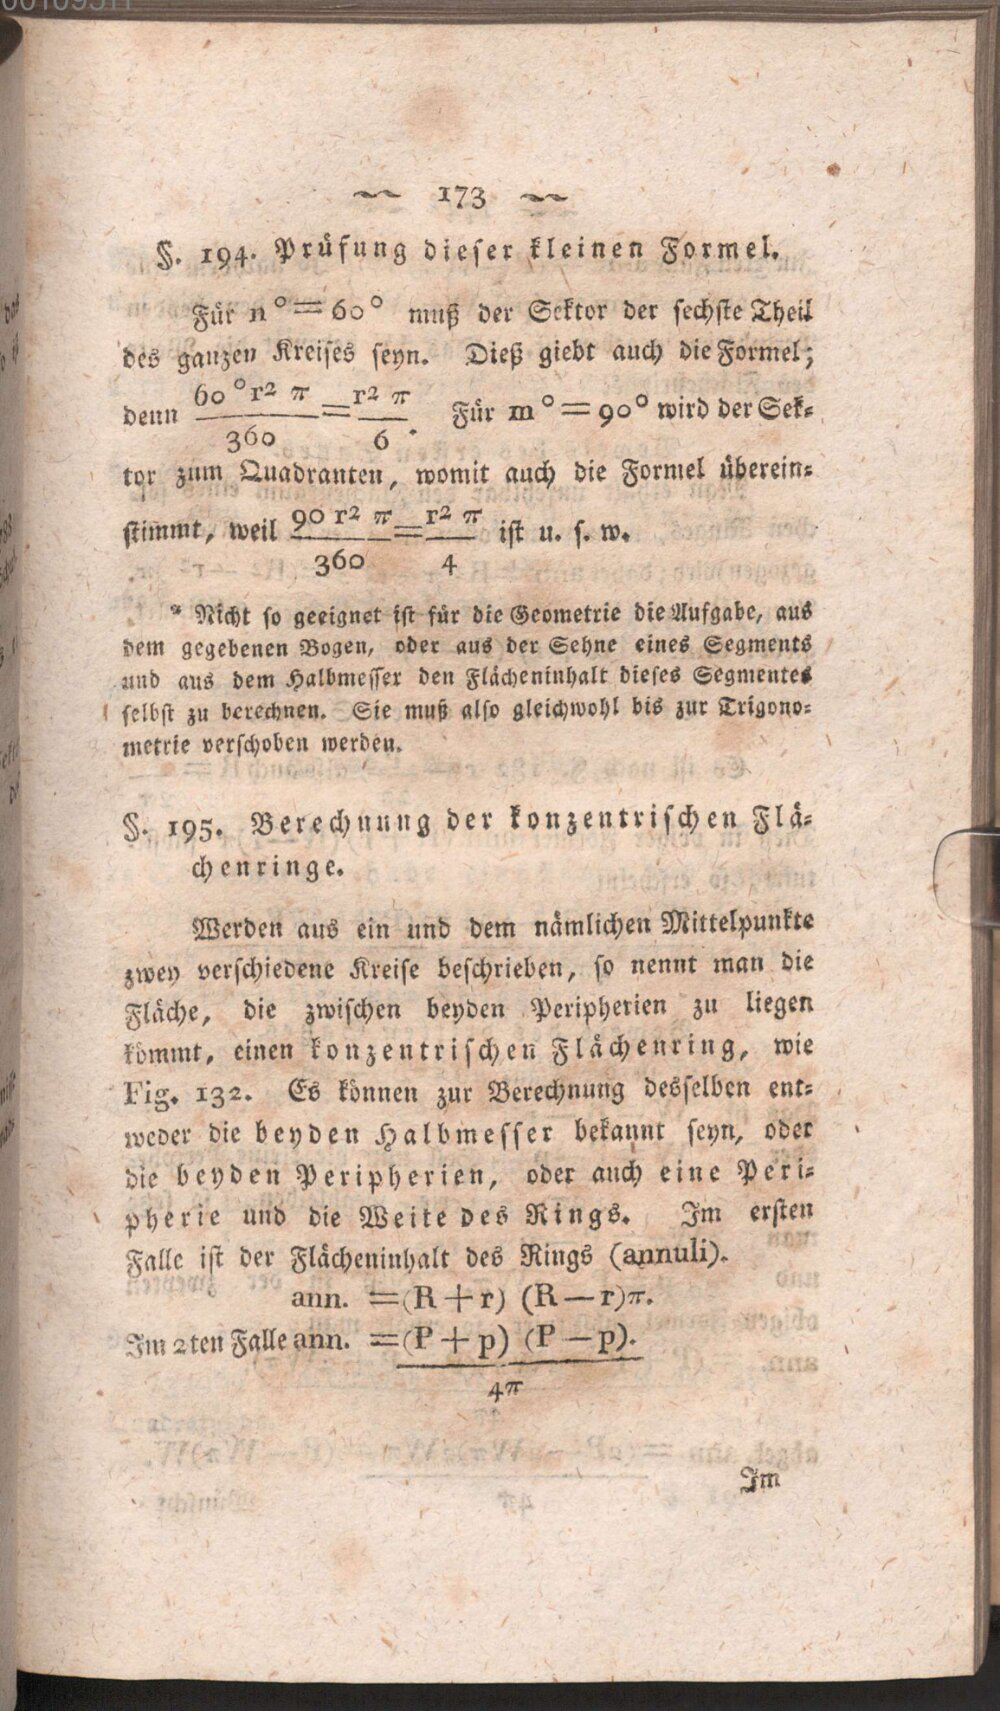 173
§. 194. Prüfung dieser kleinen Formel.
Für n° = 60° muß der Sektor der sechste Theil
des ganzen Kreises seyn. Dieß giebt auch die Formel;
denn 60° r² π / 360 = r² π / 6. Für m° = 90° wird der Sek-
tor zum Quadranten, womit auch die Formel überein-
stimmt, weil 90 r² π / 360 = r² π / 4 ist u. s. w.
* Nicht so geeignet ist für die Geometrie die Aufgabe, aus
dem gegebenen Bogen, oder aus der Sehne eines Segments
und aus dem Halbmesser den Flächeninhalt dieses Segmentes
selbst zu berechnen. Sie muß also gleichwohl bis zur Trigono-
metrie verschoben werden.
§. 195. Berechnung der konzentrischen Flä-
chenringe.
Werden aus ein und dem nämlichen Mittelpunkte
zwey verschiedene Kreise beschrieben, so nennt man die
Fläche, die zwischen beyden Peripherien zu liegen
kömmt, einen konzentrischen Flächenring, wie
Fig. 132. Es können zur Berechnung desselben ent-
weder die beyden Halbmesser bekannt seyn, oder
die beyden Peripherien, oder auch eine Peri-
pherie und die Weite des Rings. Im ersten
Falle ist der Flächeninhalt des Rings (annuli).
ann. = (R + r) (R — r)π.
Im 2ten Falle ann. = (P + p) (P — p).
4π
Im